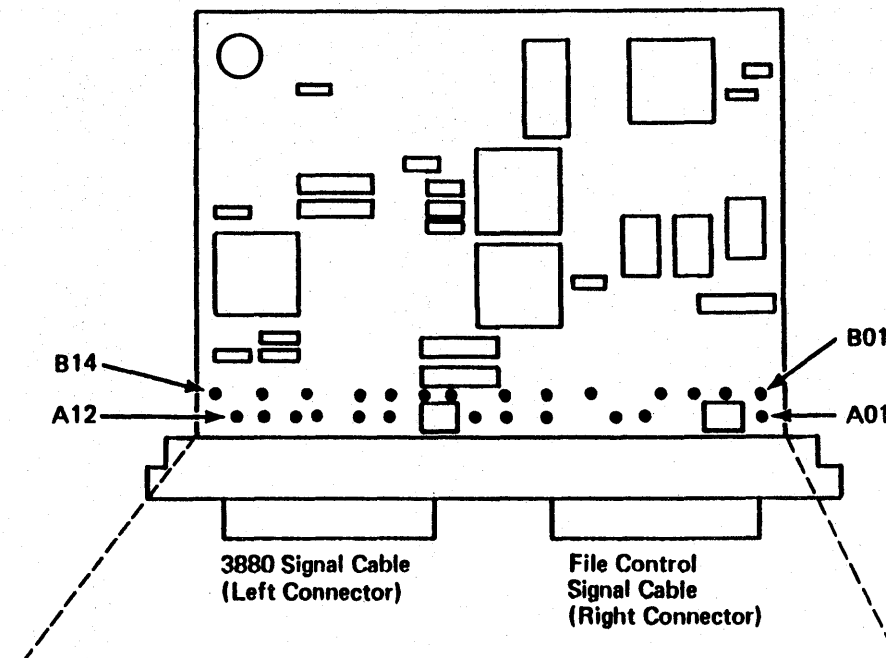 B14
B01
A12
A01
3880 Signal Cable
(Left Connector)
File Control
Signal Cable
(Right Connector)